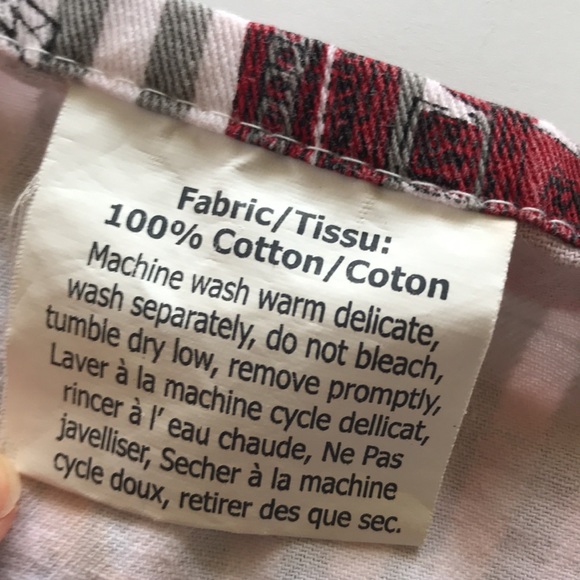 Fabric/Tissu:
100% Cotton/Coton
Machine wash warm delicate,
wash separately, do not bleach,
tumble dry low, remove promptly,
Laver à la machine cycle dellicat,
rincer à l' eau chaude, Ne Pas
javelliser, Secher à la machine
cycle doux, retirer des que sec.